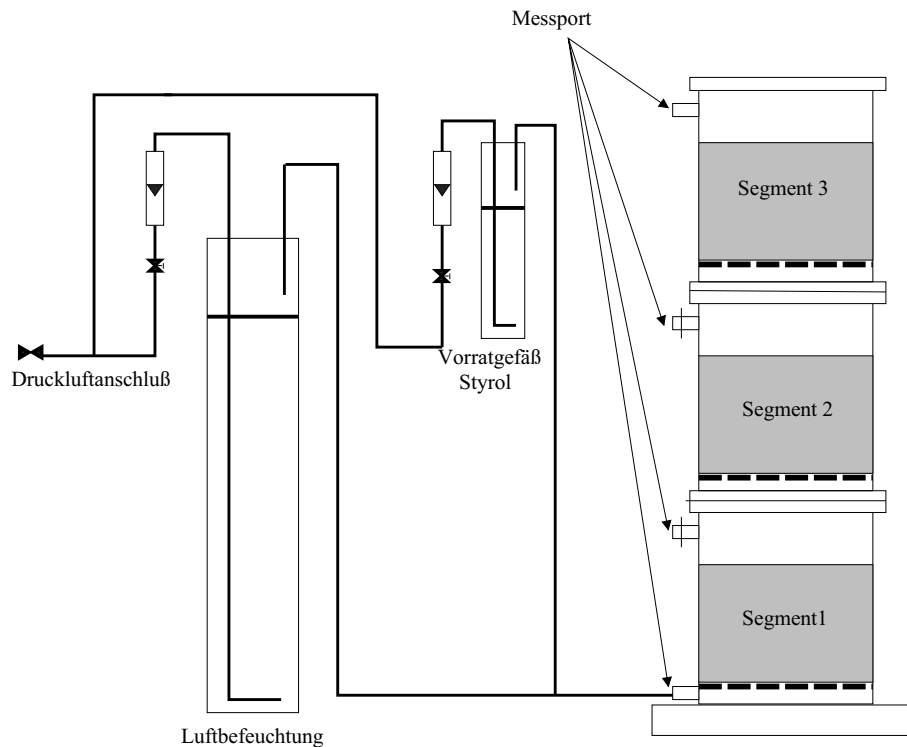 Messport
Segment 3
Vorratgefäß
Styrol
Druckluftanschluß
Segment 2
Segment1
Luftbefeuchtung